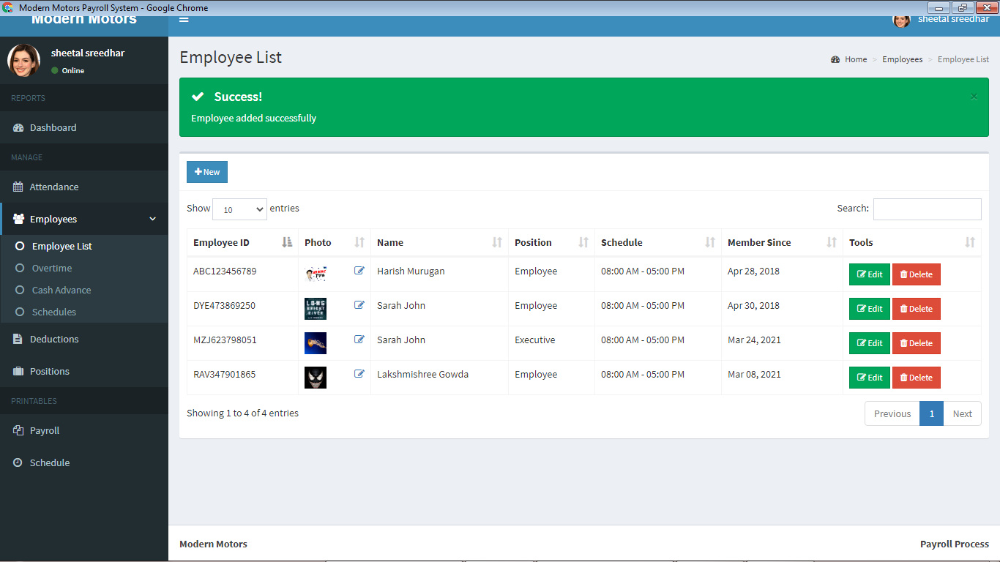 Modern Motors Payroll System - Google Chrome
Modern Motors
sheetal sreedhar
sheetal sreedhar
Online
REPORTS
Dashboard
MANAGE
Attendance
Employees
Employee List
Overtime
Cash Advance
Schedules
Deductions
Positions
PRINTABLES
Payroll
Schedule
Employee List
Home > Employees > Employee List
Success! ×
Employee added successfully
New
Show 10 entries Search:
Employee ID Photo Name Position Schedule Member Since Tools
ABC123456789 Harish Murugan Employee 08:00 AM - 05:00 PM Apr 28, 2018 Edit Delete
DYE473869250 LONG BRIGHT RIVER Sarah John Employee 08:00 AM - 05:00 PM Apr 30, 2018 Edit Delete
MZJ623798051 Sarah John Executive 08:00 AM - 05:00 PM Mar 24, 2021 Edit Delete
RAV347901865 Lakshmishree Gowda Employee 08:00 AM - 05:00 PM Mar 08, 2021 Edit Delete
Showing 1 to 4 of 4 entries Previous 1 Next
Modern Motors Payroll Process